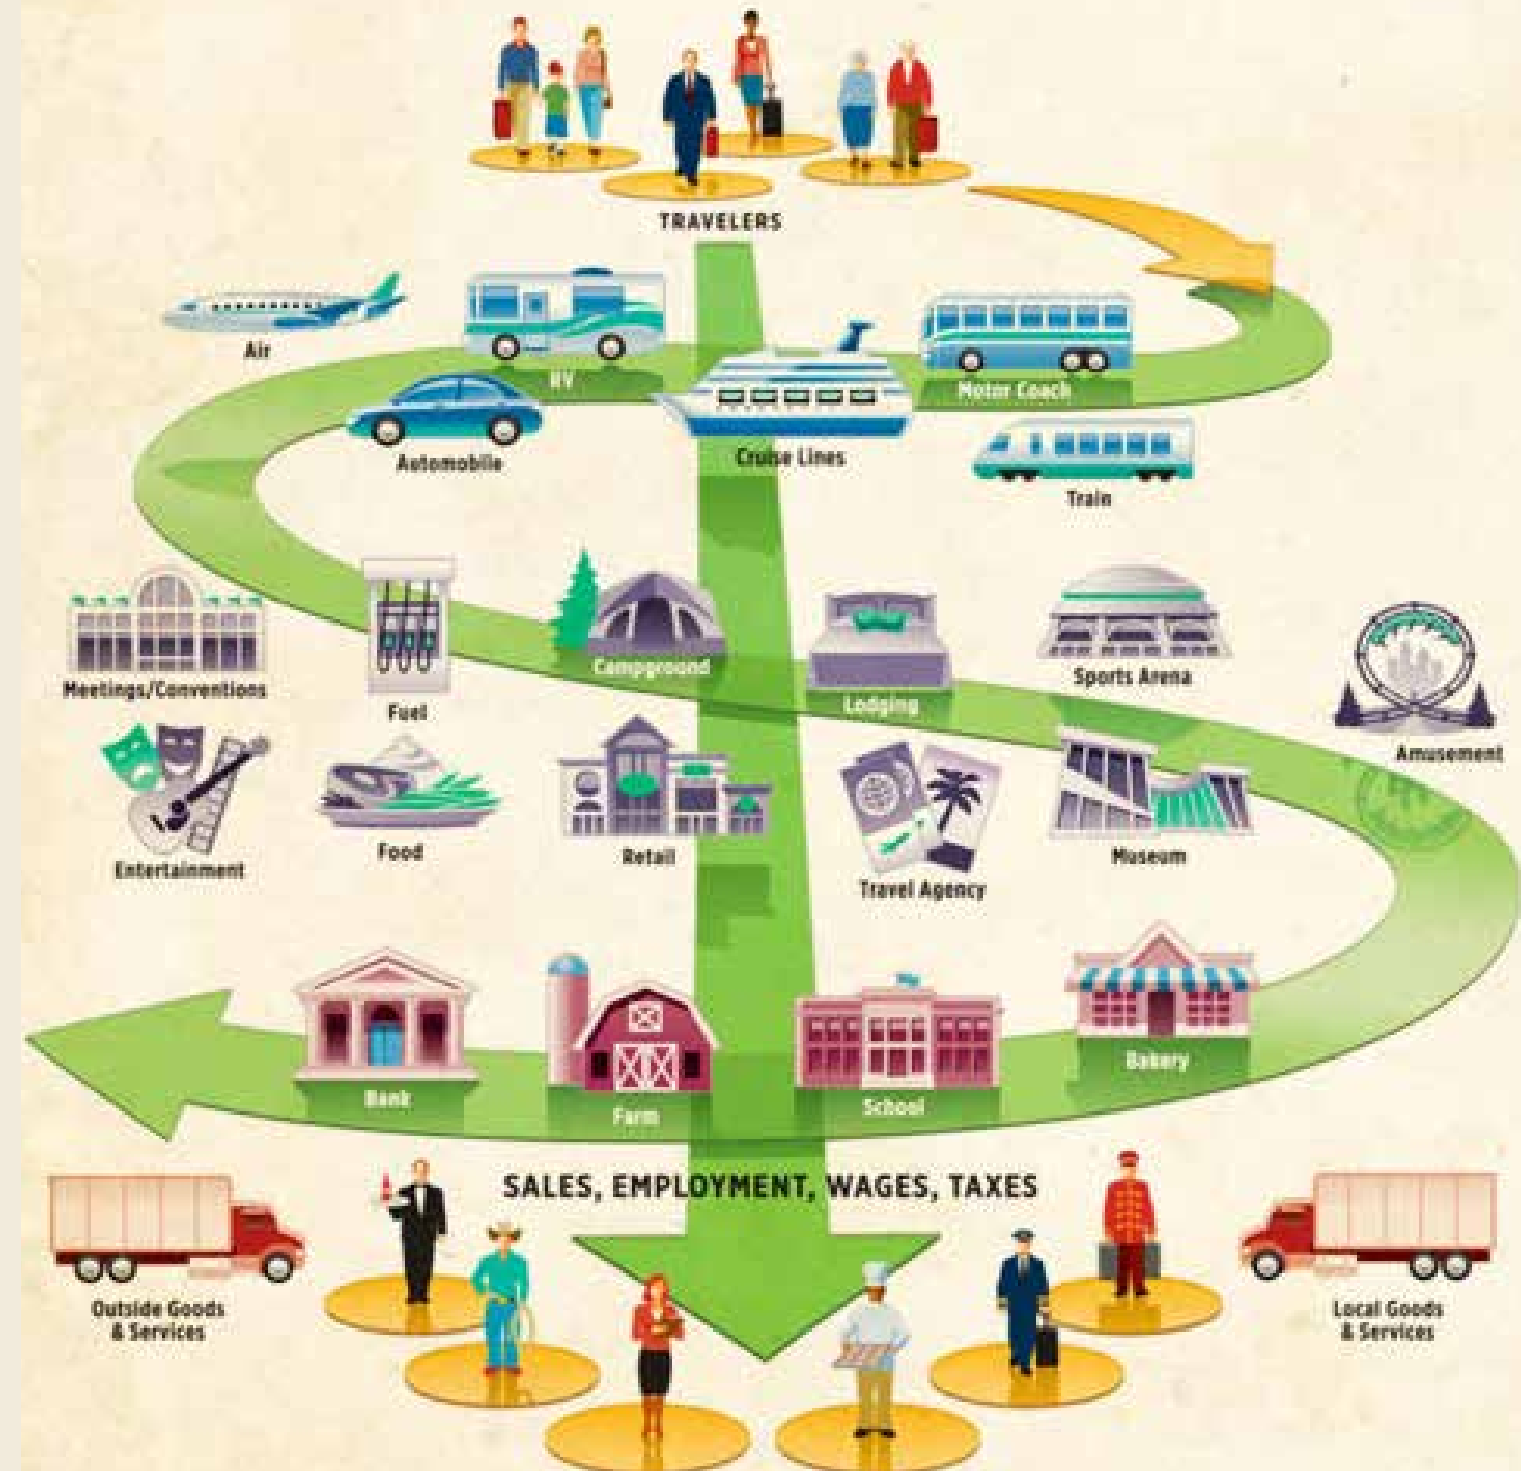 TRAVELERS
Air
RV
Motor Coach
Automobile
Cruise Lines
Train
Meetings/Conventions
Fuel
Campground
Lodging
Sports Arena
Amusement
Entertainment
Food
Retail
Travel Agency
Museum
Bank
Farm
School
Bakery
SALES, EMPLOYMENT, WAGES, TAXES
Outside Goods
& Services
Local Goods
& Services